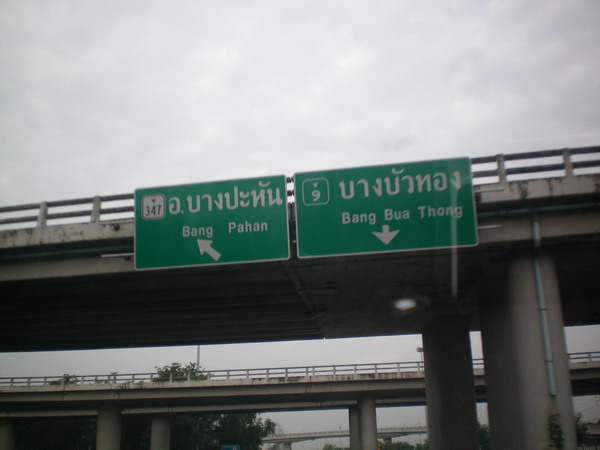 347 อ.บางปะหัน
Bang Pahan
9 บางบัวทอง
Bang Bua Thong